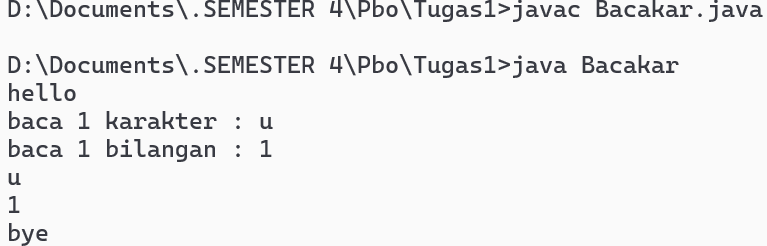 D:\Documents\.SEMESTER 4\Pbo\Tugas1>javac Bacakar.java
D:\Documents\.SEMESTER 4\Pbo\Tugas1>java Bacakar
hello
baca 1 karakter : u
baca 1 bilangan : 1
u
1
bye